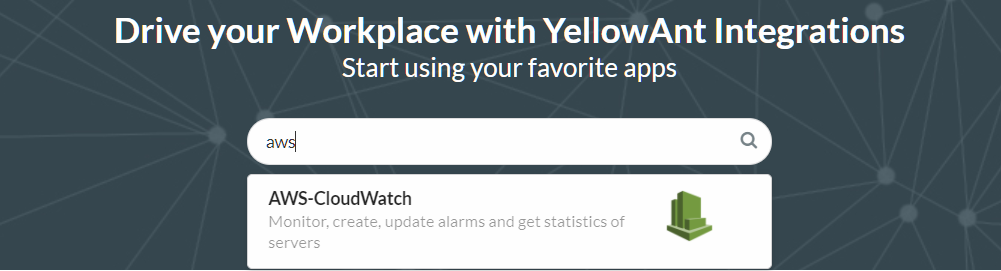 Drive your Workplace with YellowAnt Integrations
Start using your favorite apps
aws
AWS-CloudWatch
Monitor, create, update alarms and get statistics of
servers